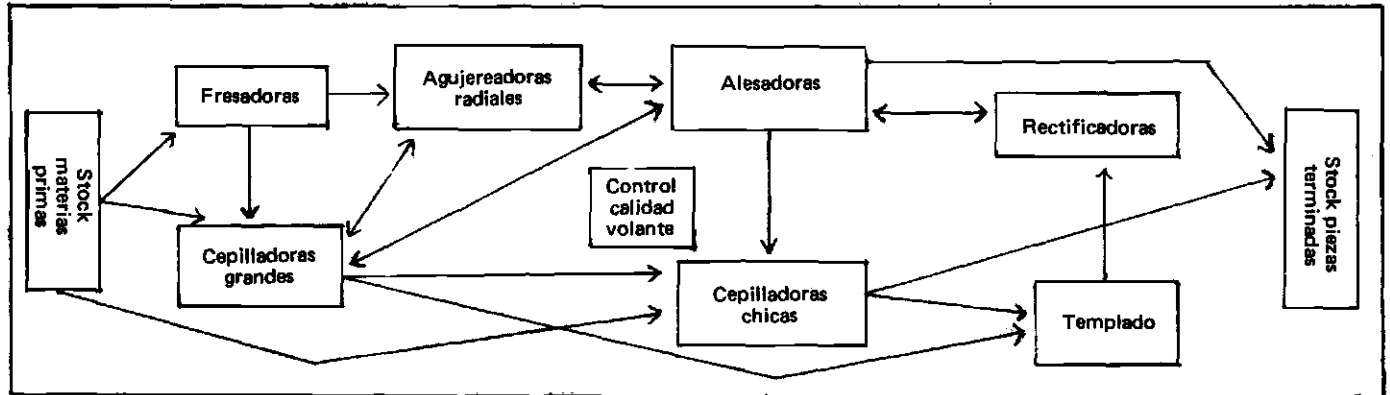 Stock
materias
primas
Fresadoras
Cepilladoras
grandes
Agujereadoras
radiales
Alesadoras
Control
calidad
volante
Cepilladoras
chicas
Rectificadoras
Templado
Stock piezas
terminadas